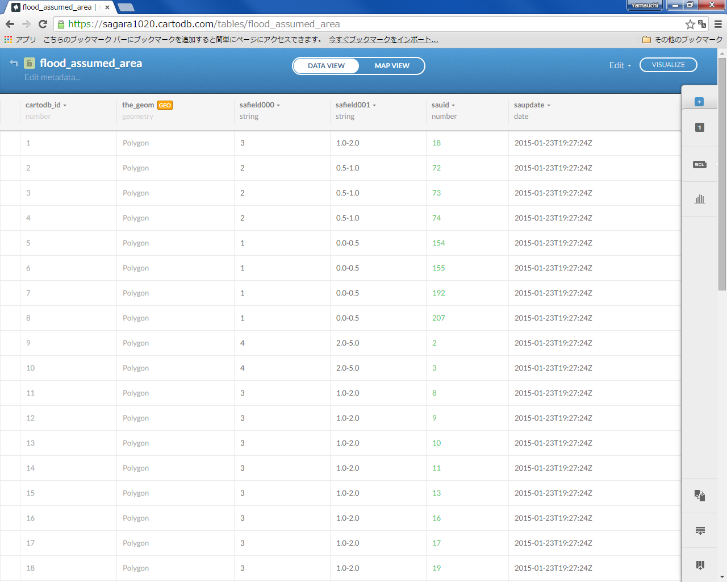 flood_assumed_area |
Yamauchi
https://sagara1020.cartodb.com/tables/flood_assumed_area
アプリ こちらのブックマーク バーにブックマークを追加すると簡単にページにアクセスできます。 今すぐブックマークをインポート... その他のブックマーク
flood_assumed_area DATA VIEW MAP VIEW Edit VISUALIZE
Edit metadata...
cartodb_id the_geom GEO safield000 safield001 sauid saupdate
number geometry string string number date
1 Polygon 3 1.0-2.0 18 2015-01-23T19:27:24Z
2 Polygon 2 0.5-1.0 72 2015-01-23T19:27:24Z
3 Polygon 2 0.5-1.0 73 2015-01-23T19:27:24Z
4 Polygon 2 0.5-1.0 74 2015-01-23T19:27:24Z
5 Polygon 1 0.0-0.5 154 2015-01-23T19:27:24Z
6 Polygon 1 0.0-0.5 155 2015-01-23T19:27:24Z
7 Polygon 1 0.0-0.5 192 2015-01-23T19:27:24Z
8 Polygon 1 0.0-0.5 207 2015-01-23T19:27:24Z
9 Polygon 4 2.0-5.0 2 2015-01-23T19:27:24Z
10 Polygon 4 2.0-5.0 3 2015-01-23T19:27:24Z
11 Polygon 3 1.0-2.0 8 2015-01-23T19:27:24Z
12 Polygon 3 1.0-2.0 9 2015-01-23T19:27:24Z
13 Polygon 3 1.0-2.0 10 2015-01-23T19:27:24Z
14 Polygon 3 1.0-2.0 11 2015-01-23T19:27:24Z
15 Polygon 3 1.0-2.0 13 2015-01-23T19:27:24Z
16 Polygon 3 1.0-2.0 16 2015-01-23T19:27:24Z
17 Polygon 3 1.0-2.0 17 2015-01-23T19:27:24Z
18 Polygon 3 1.0-2.0 19 2015-01-23T19:27:24Z
1
SQL